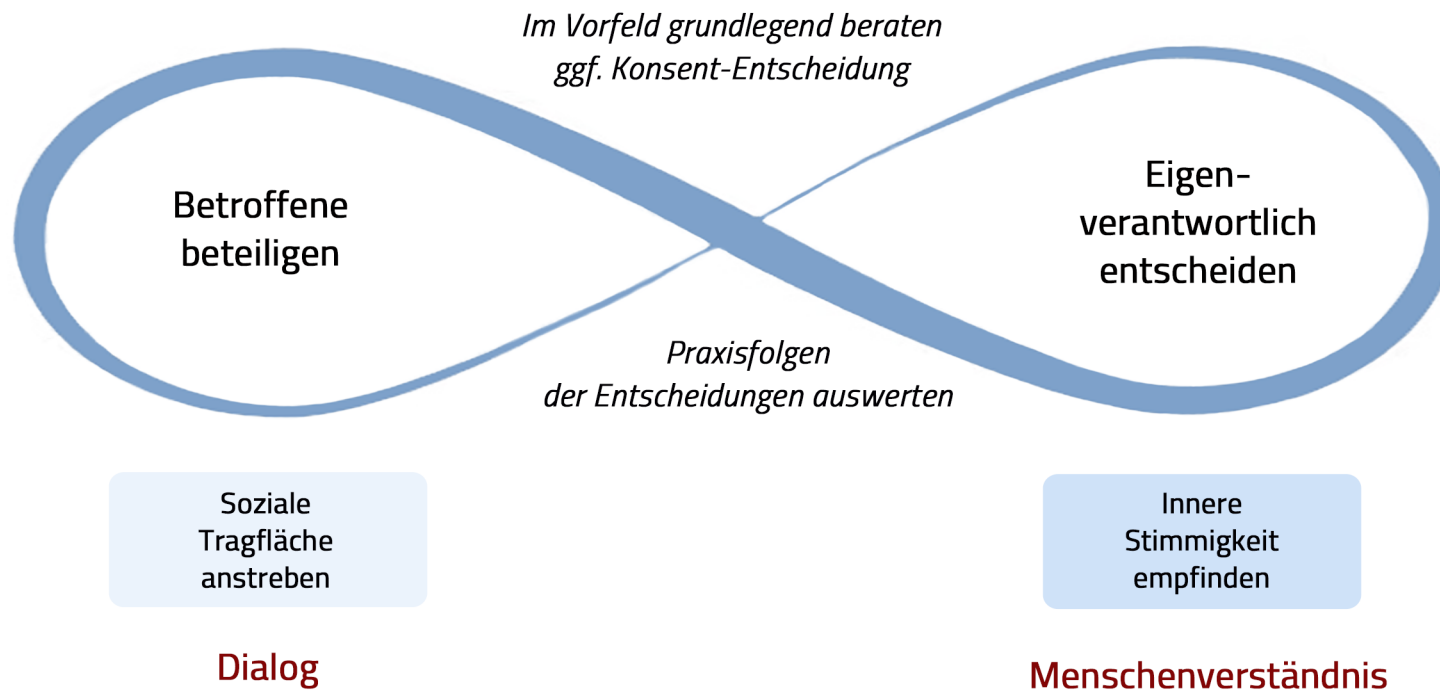 Im Vorfeld grundlegend beraten
ggf. Konsent-Entscheidung
Betroffene
beteiligen
Eigen-
verantwortlich
entscheiden
Praxisfolgen
der Entscheidungen auswerten
Soziale
Tragfläche
anstreben
Innere
Stimmigkeit
empfinden
Dialog
Menschenverständnis